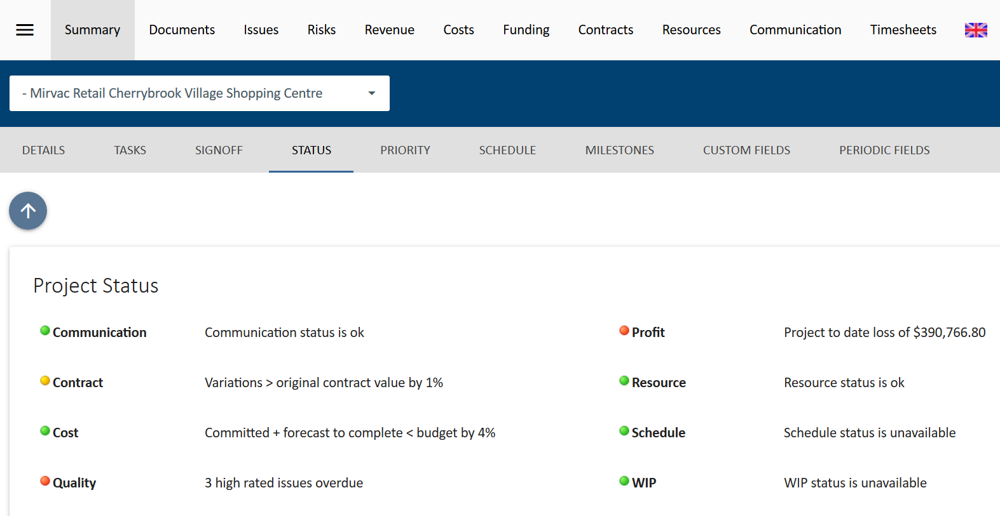 Summary Documents Issues Risks Revenue Costs Funding Contracts Resources Communication Timesheets
- Mirvac Retail Cherrybrook Village Shopping Centre
DETAILS TASKS SIGNOFF STATUS PRIORITY SCHEDULE MILESTONES CUSTOM FIELDS PERIODIC FIELDS
Project Status
Communication Communication status is ok Profit Project to date loss of $390,766.80
Contract Variations > original contract value by 1% Resource Resource status is ok
Cost Committed + forecast to complete < budget by 4% Schedule Schedule status is unavailable
Quality 3 high rated issues overdue WIP WIP status is unavailable